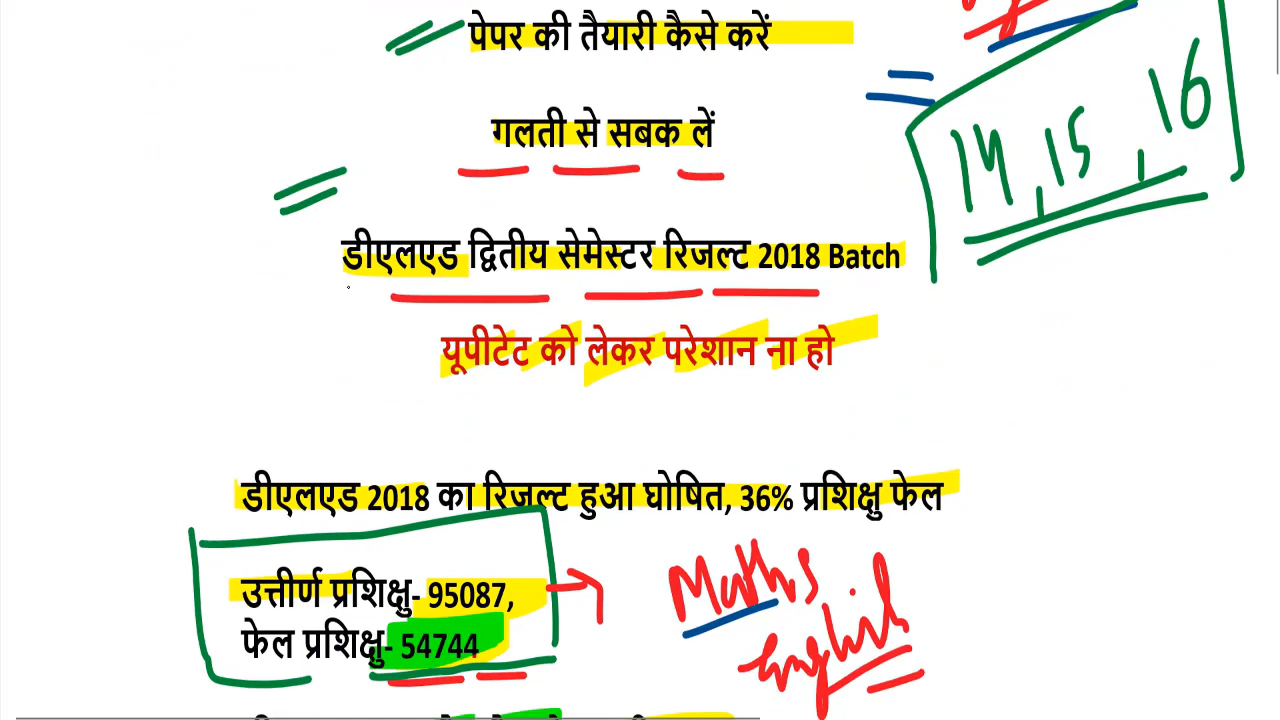 पेपर की तैयारी कैसे करें
14, 15, 16
गलती से सबक लें
डीएलएड द्वितीय सेमेस्टर रिजल्ट 2018 Batch
यूपीटेट को लेकर परेशान ना हो
डीएलएड 2018 का रिजल्ट हुआ घोषित, 36% प्रशिक्षु फेल
उत्तीर्ण प्रशिक्षु- 95087,
फेल प्रशिक्षु- 54744
Maths
English